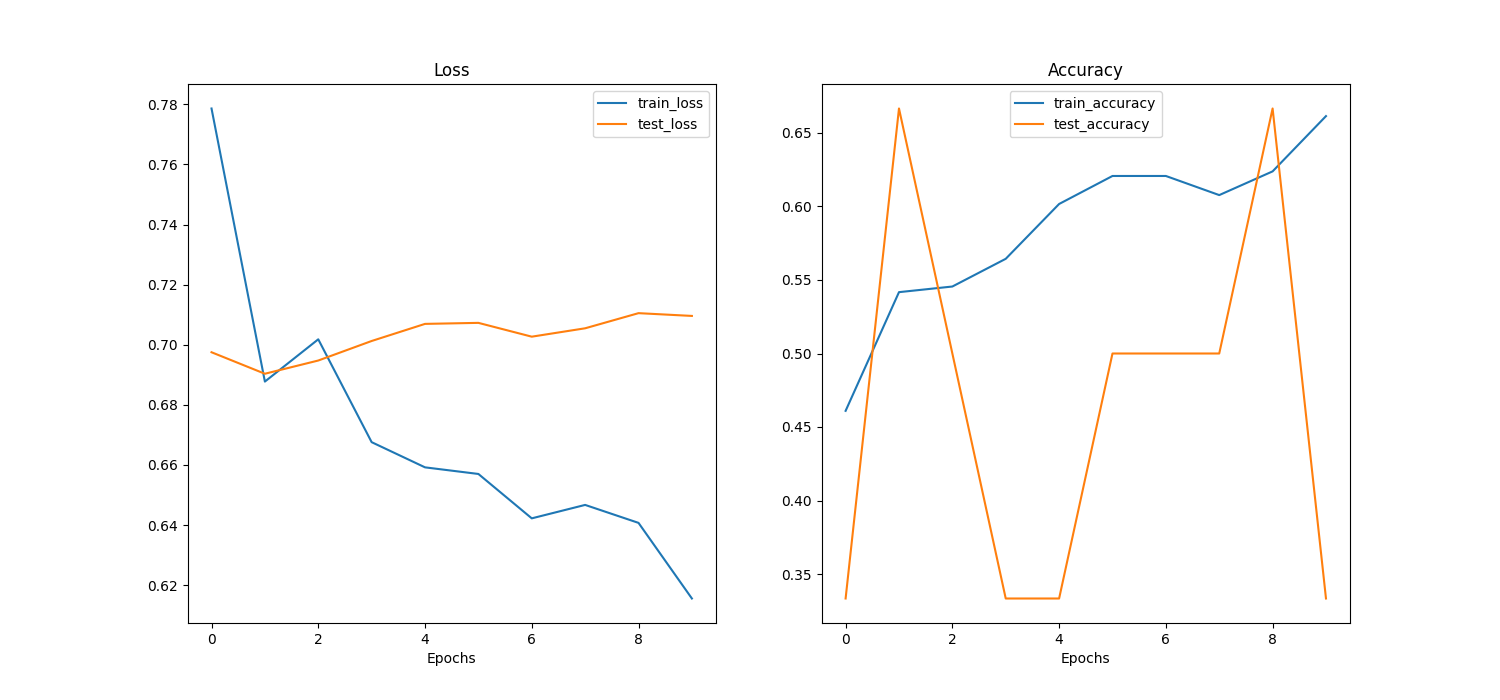 Loss
train_loss
test_loss
0.78
0.76
0.74
0.72
0.70
0.68
0.66
0.64
0.62
0 2 4 6 8
Epochs
Accuracy
train_accuracy
test_accuracy
0.65
0.60
0.55
0.50
0.45
0.40
0.35
0 2 4 6 8
Epochs